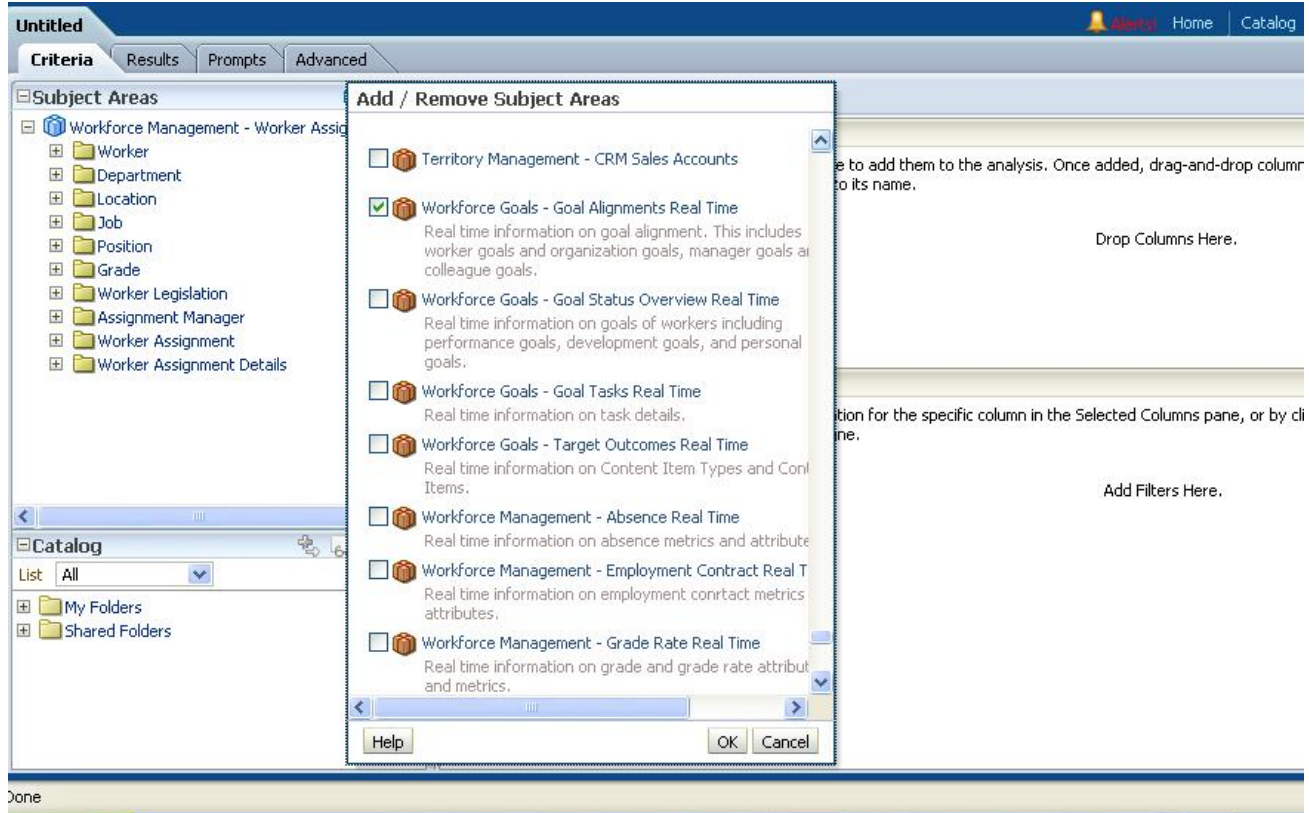 Untitled
Alerts! Home Catalog
Criteria Results Prompts Advanced
Subject Areas
Workforce Management - Worker Assig
Worker
Department
Location
Job
Position
Grade
Worker Legislation
Assignment Manager
Worker Assignment
Worker Assignment Details
Catalog
List All
My Folders
Shared Folders
Add / Remove Subject Areas
Territory Management - CRM Sales Accounts
Workforce Goals - Goal Alignments Real Time
Real time information on goal alignment. This includes
worker goals and organization goals, manager goals a
colleague goals.
Workforce Goals - Goal Status Overview Real Time
Real time information on goals of workers including
performance goals, development goals, and personal
goals.
Workforce Goals - Goal Tasks Real Time
Real time information on task details.
Workforce Goals - Target Outcomes Real Time
Real time information on Content Item Types and Cont
Items.
Workforce Management - Absence Real Time
Real time information on absence metrics and attribute
Workforce Management - Employment Contract Real T
Real time information on employment conrtact metrics
attributes.
Workforce Management - Grade Rate Real Time
Real time information on grade and grade rate attribut
and metrics.
Help OK Cancel
e to add them to the analysis. Once added, drag-and-drop column
to its name.
Drop Columns Here.
tion for the specific column in the Selected Columns pane, or by cli
ne.
Add Filters Here.
Done